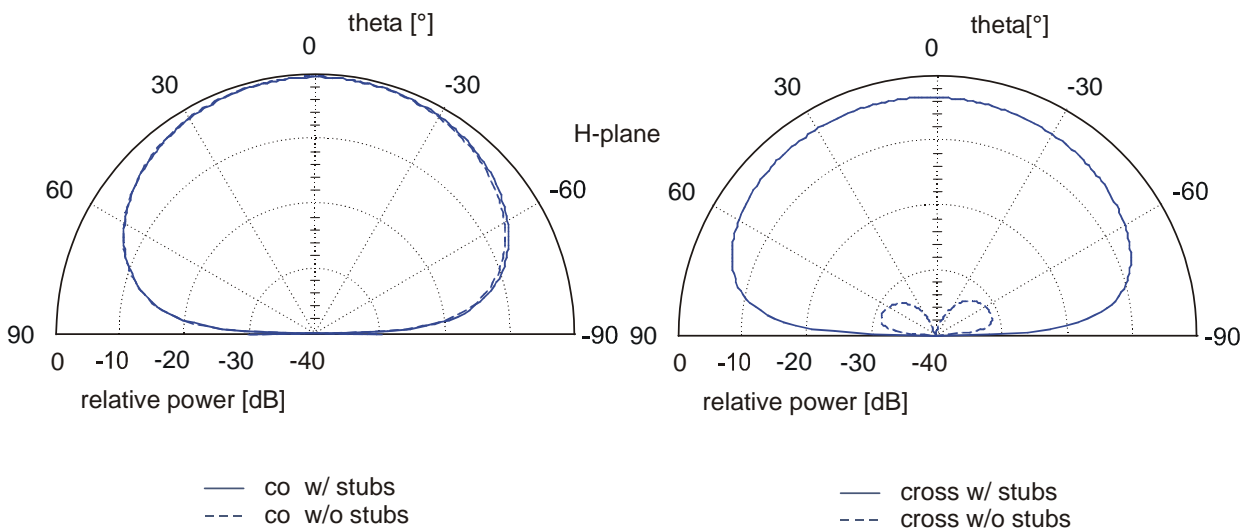 theta [°]
0
30
-30
60
-60
90
-90
0 -10 -20 -30 -40
relative power [dB]
co w/ stubs
co w/o stubs
H-plane
theta[°]
0
30
-30
60
-60
90
-90
0 -10 -20 -30 -40
relative power [dB]
cross w/ stubs
cross w/o stubs